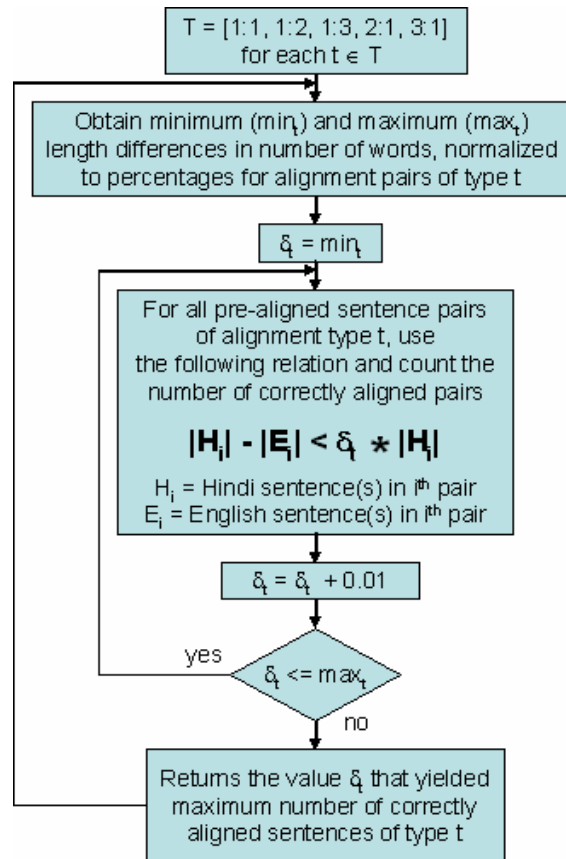 T = [1:1, 1:2, 1:3, 2:1, 3:1]
for each t ∈ T
Obtain minimum (minₜ) and maximum (maxₜ)
length differences in number of words, normalized
to percentages for alignment pairs of type t
δₜ = minₜ
For all pre-aligned sentence pairs
of alignment type t, use
the following relation and count the
number of correctly aligned pairs
|Hᵢ| - |Eᵢ| < δₜ * |Hᵢ|
Hᵢ = Hindi sentence(s) in iᵗʰ pair
Eᵢ = English sentence(s) in iᵗʰ pair
δₜ = δₜ + 0.01
yes
δₜ <= maxₜ
no
Returns the value δₜ that yielded
maximum number of correctly
aligned sentences of type t